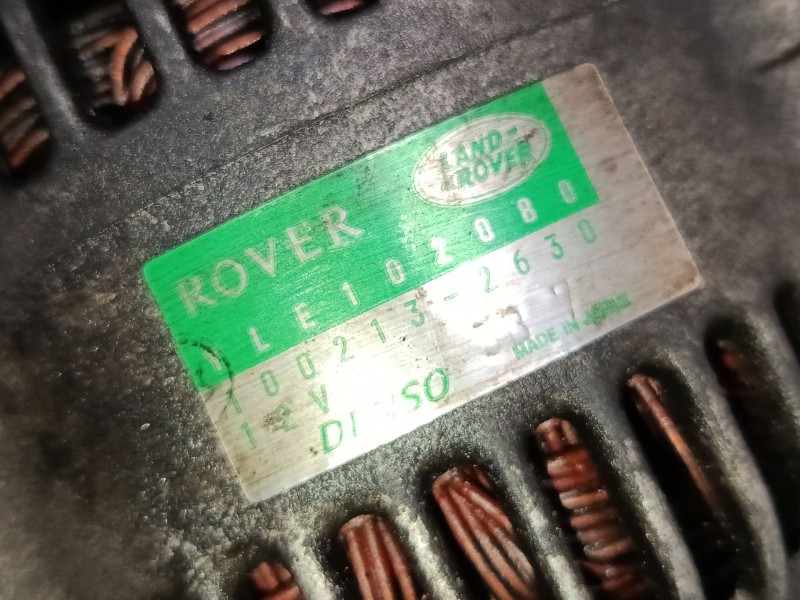 LAND-
ROVER
ROVER
YLE102080
100213-2630
12V
DENSO
MADE IN JAPAN